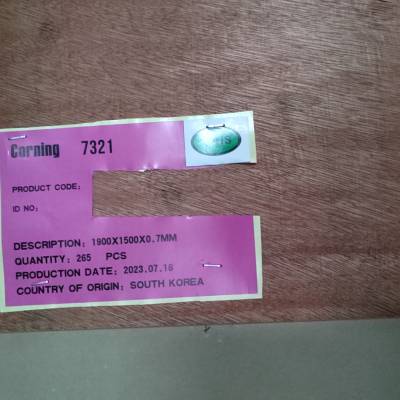 Corning 7321
PRODUCT CODE:
ID NO:
DESCRIPTION: 1900X1500X0.7MM
QUANTITY: 265 PCS
PRODUCTION DATE: 2023.07.16
COUNTRY OF ORIGIN: SOUTH KOREA